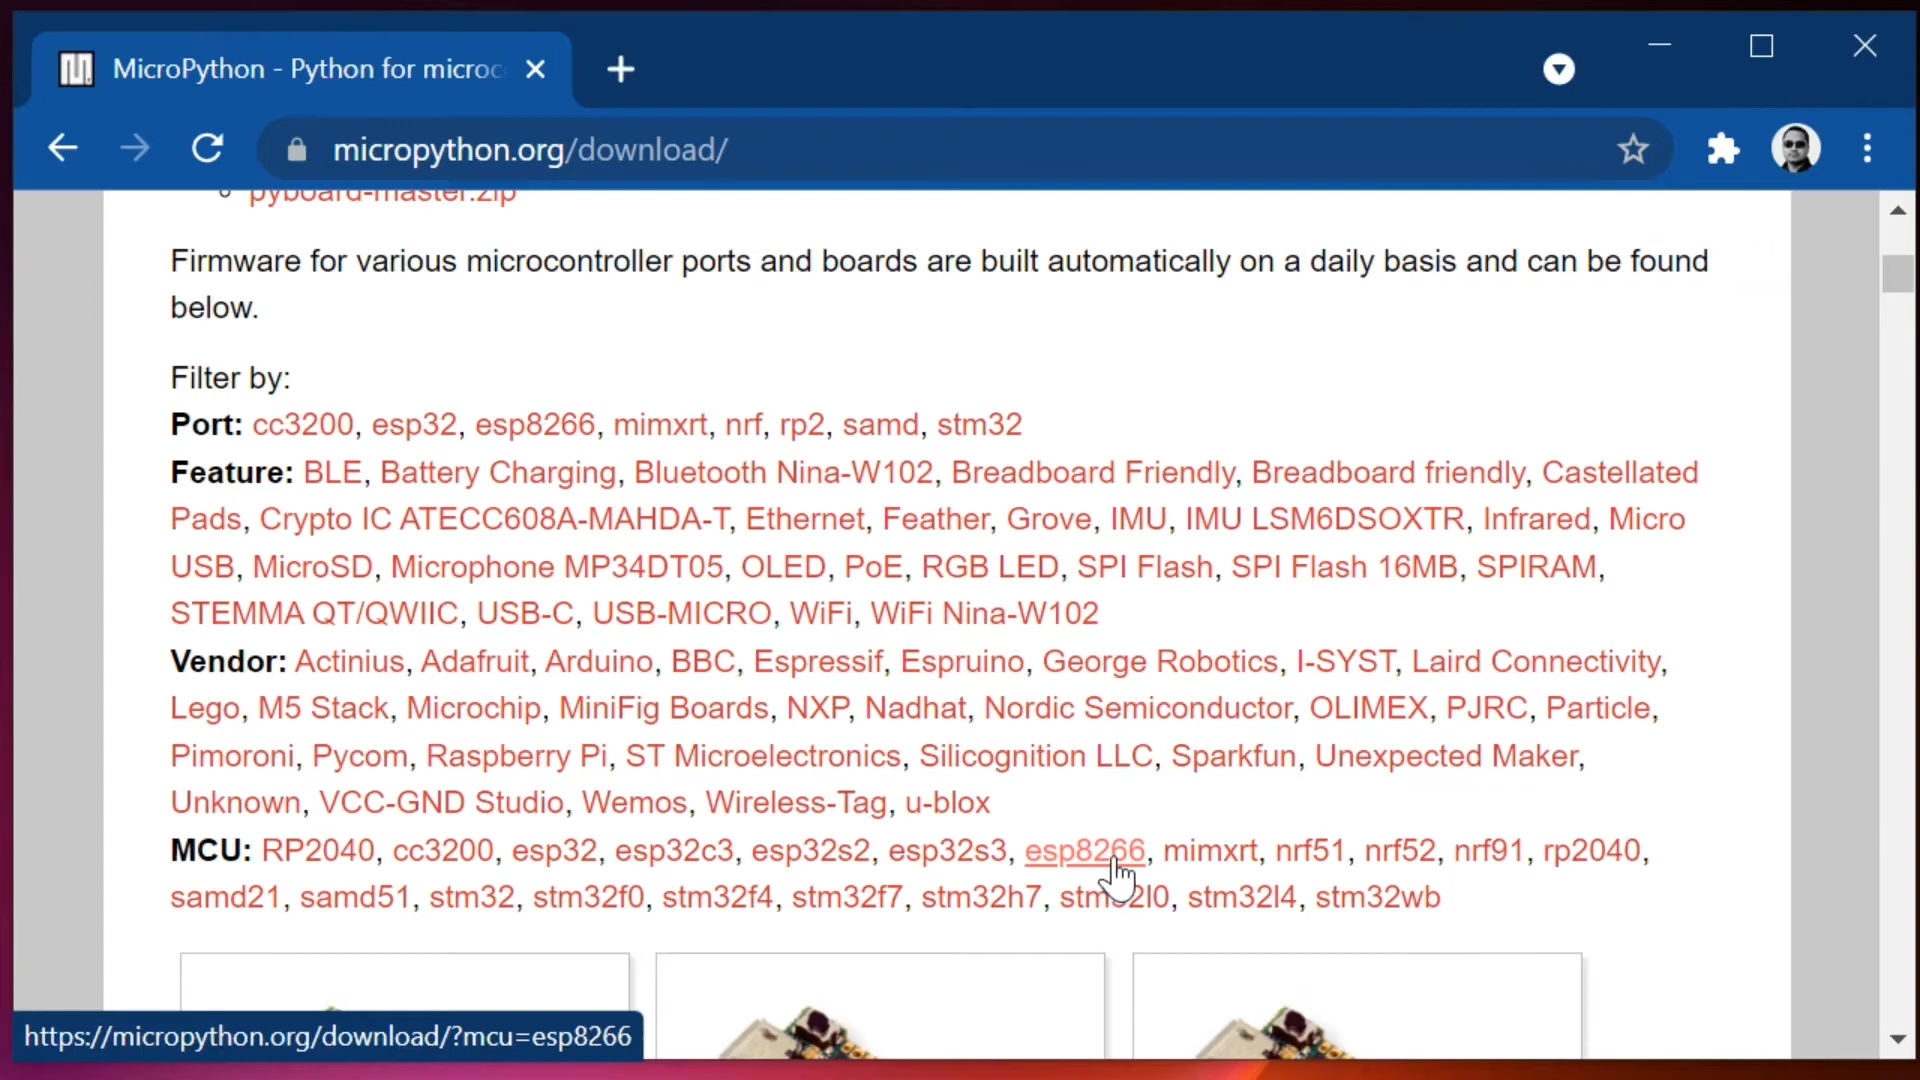 MicroPython - Python for microc
micropython.org/download/
pyboard-master.zip
Firmware for various microcontroller ports and boards are built automatically on a daily basis and can be found
below.
Filter by:
Port: cc3200, esp32, esp8266, mimxrt, nrf, rp2, samd, stm32
Feature: BLE, Battery Charging, Bluetooth Nina-W102, Breadboard Friendly, Breadboard friendly, Castellated
Pads, Crypto IC ATECC608A-MAHDA-T, Ethernet, Feather, Grove, IMU, IMU LSM6DSOXTR, Infrared, Micro
USB, MicroSD, Microphone MP34DT05, OLED, PoE, RGB LED, SPI Flash, SPI Flash 16MB, SPIRAM,
STEMMA QT/QWIIC, USB-C, USB-MICRO, WiFi, WiFi Nina-W102
Vendor: Actinius, Adafruit, Arduino, BBC, Espressif, Espruino, George Robotics, I-SYST, Laird Connectivity,
Lego, M5 Stack, Microchip, MiniFig Boards, NXP, Nadhat, Nordic Semiconductor, OLIMEX, PJRC, Particle,
Pimoroni, Pycom, Raspberry Pi, ST Microelectronics, Silicognition LLC, Sparkfun, Unexpected Maker,
Unknown, VCC-GND Studio, Wemos, Wireless-Tag, u-blox
MCU: RP2040, cc3200, esp32, esp32c3, esp32s2, esp32s3, esp8266, mimxrt, nrf51, nrf52, nrf91, rp2040,
samd21, samd51, stm32, stm32f0, stm32f4, stm32f7, stm32h7, stm32l0, stm32l4, stm32wb
https://micropython.org/download/?mcu=esp8266